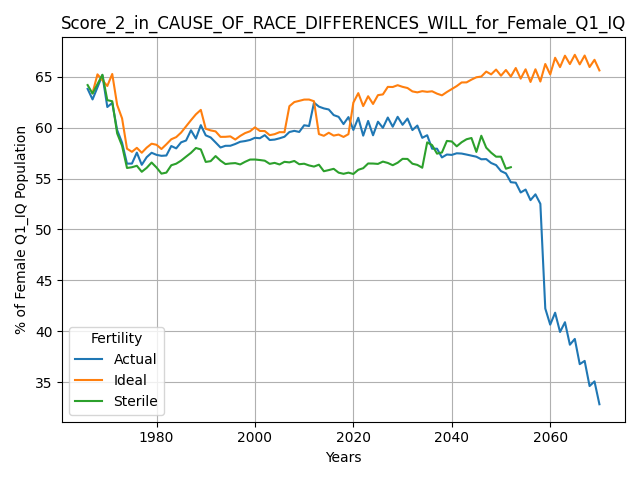 Score_2_in_CAUSE_OF_RACE_DIFFERENCES_WILL_for_Female_Q1_IQ
% of Female Q1_IQ Population
65
60
55
50
45
40
35
Fertility
Actual
Ideal
Sterile
1980 2000 2020 2040 2060
Years